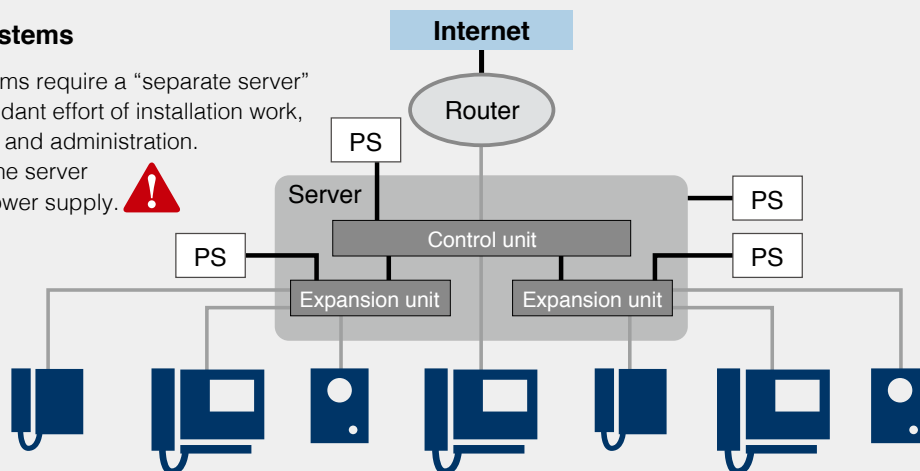 stems
ms require a “separate server”
dant effort of installation work,
and administration.
ne server
ower supply.
Internet
Router
PS
Server
PS
Control unit
PS
PS
Expansion unit
Expansion unit